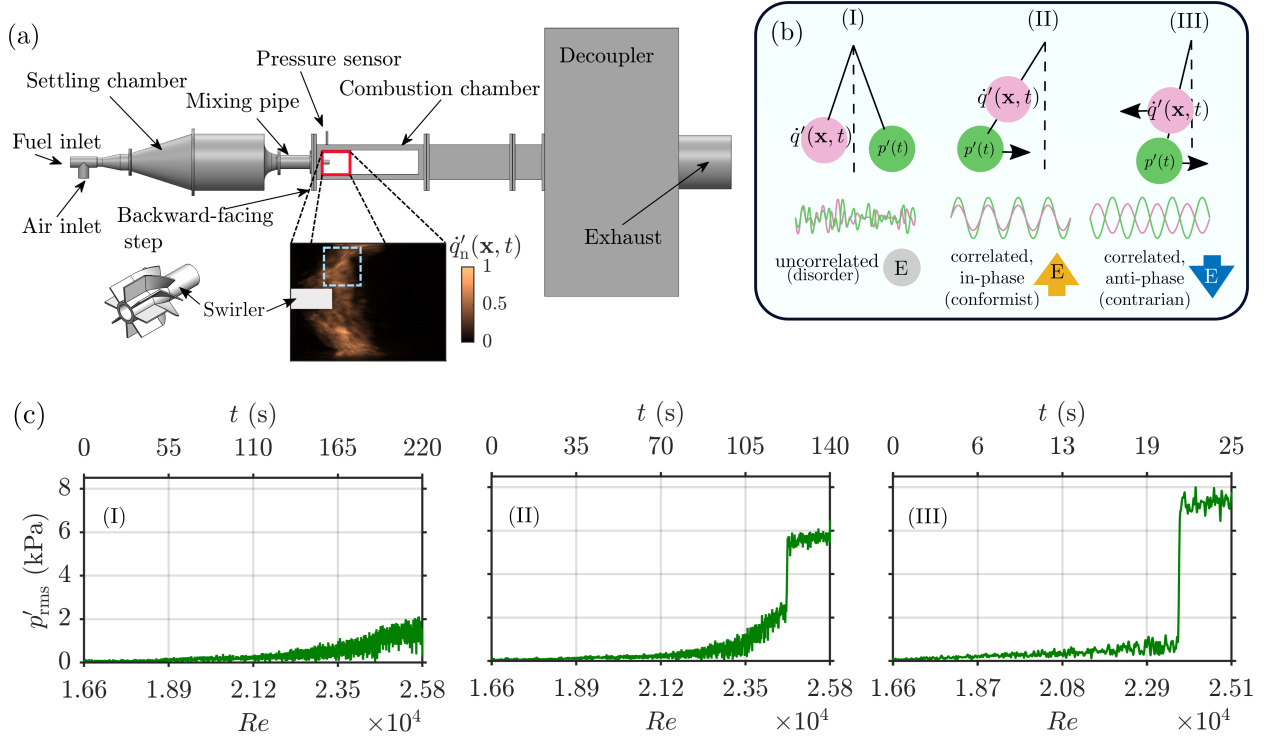 (a)
Settling chamber
Pressure sensor
Mixing pipe
Combustion chamber
Decoupler
Fuel inlet
Air inlet
Backward-facing
step
Swirler
Exhaust
q̇′ₙ(𝐱, t)
1
0.5
0
(b)
(I)
(II)
(III)
q̇′(𝐱, t)
p′(t)
q̇′(𝐱, t)
p′(t)
q̇′(𝐱, t)
p′(t)
uncorrelated
(disorder)
E
correlated,
in-phase
(conformist)
E
correlated,
anti-phase
(contrarian)
E
(c)
t (s)
0 55 110 165 220
(I)
8
6
4
2
0
p′rms (kPa)
1.66 1.89 2.12 2.35 2.58
Re ×10⁴
t (s)
0 35 70 105 140
(II)
1.66 1.89 2.12 2.35 2.58
Re ×10⁴
t (s)
0 6 13 19 25
(III)
1.66 1.87 2.08 2.29 2.51
Re ×10⁴